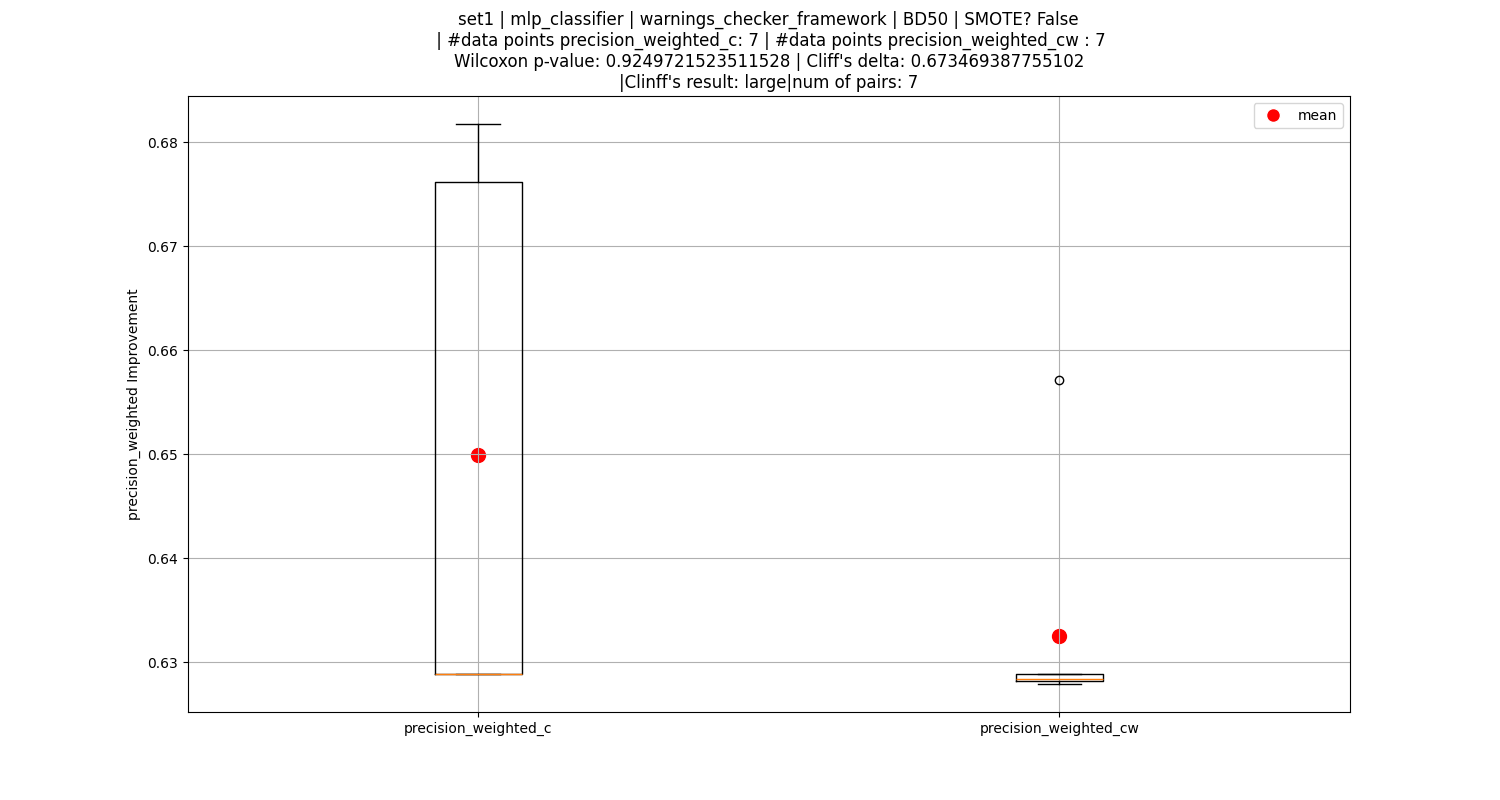 set1 | mlp_classifier | warnings_checker_framework | BD50 | SMOTE? False
| #data points precision_weighted_c: 7 | #data points precision_weighted_cw : 7
Wilcoxon p-value: 0.9249721523511528 | Cliff's delta: 0.673469387755102
|Clinff's result: large|num of pairs: 7
mean
0.68
0.67
0.66
0.65
0.64
0.63
precision_weighted Improvement
precision_weighted_c
precision_weighted_cw